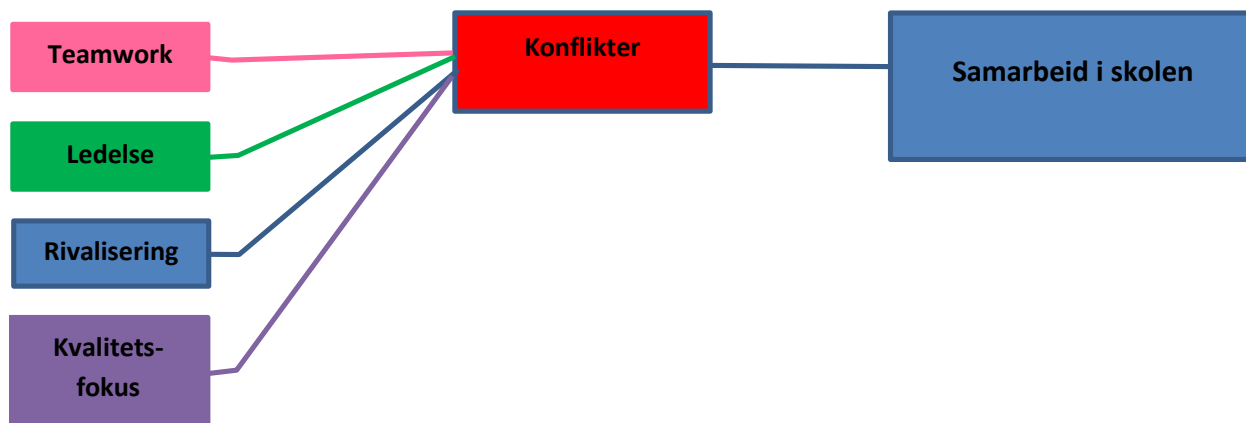 Teamwork
Konflikter
Samarbeid i skolen
Ledelse
Rivalisering
Kvalitets-
fokus